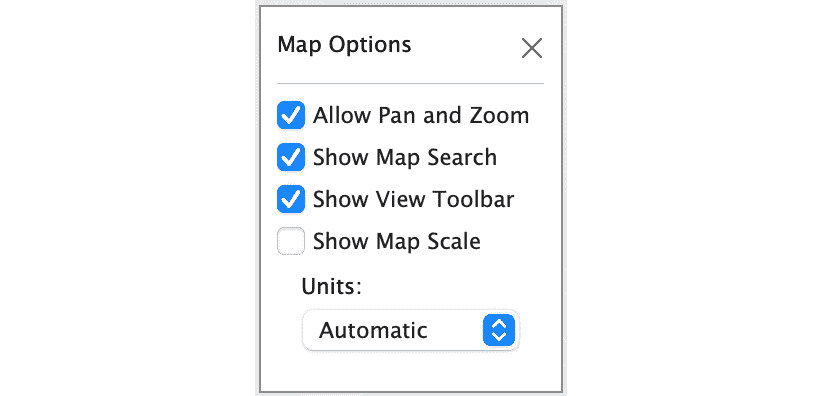 Map Options
Allow Pan and Zoom
Show Map Search
Show View Toolbar
Show Map Scale
Units:
Automatic